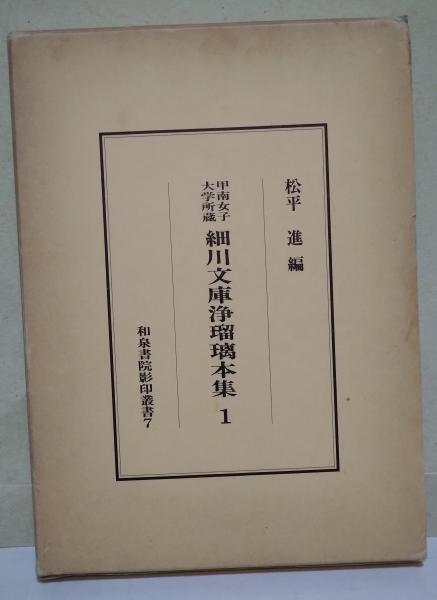 松平 進 編
甲南女子
大学所蔵
細川文庫浄瑠璃本集 1
和泉書院影印叢書7